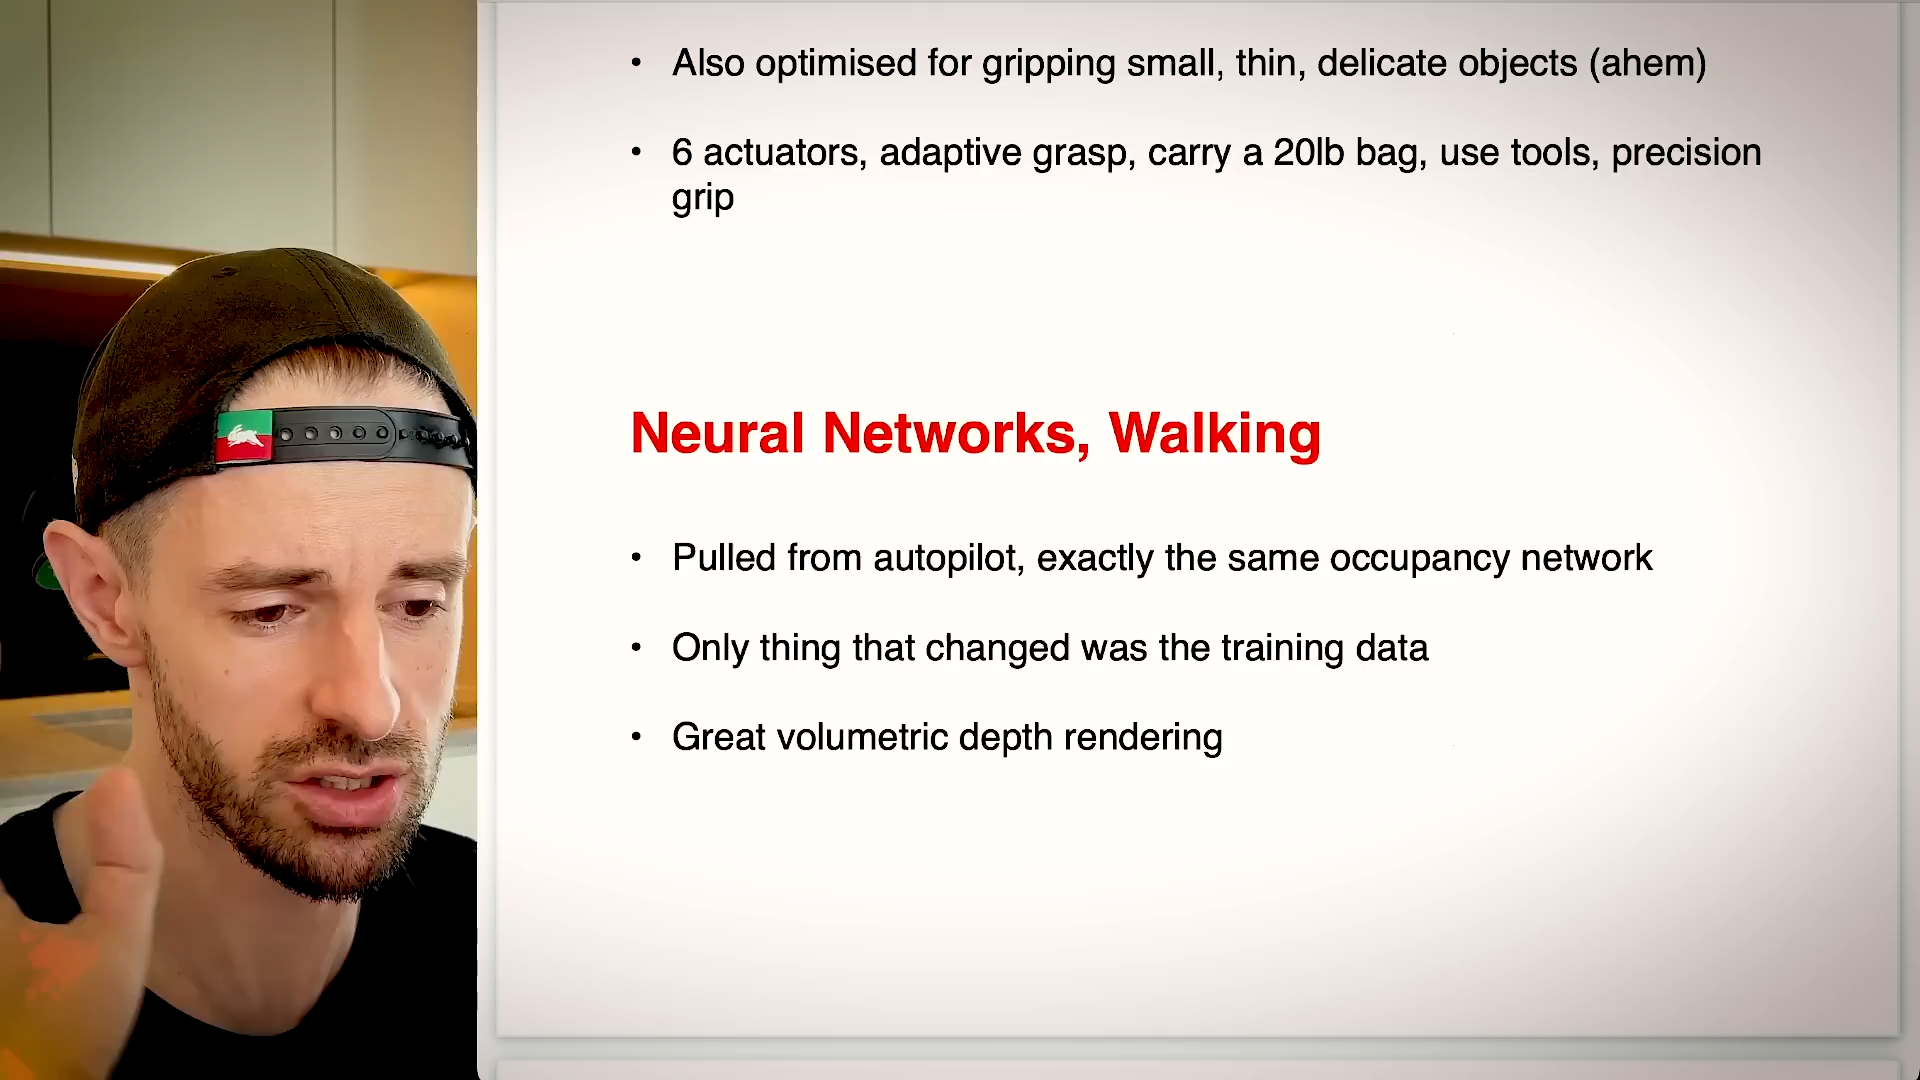 • Also optimised for gripping small, thin, delicate objects (ahem)
• 6 actuators, adaptive grasp, carry a 20lb bag, use tools, precision
grip
Neural Networks, Walking
• Pulled from autopilot, exactly the same occupancy network
• Only thing that changed was the training data
• Great volumetric depth rendering